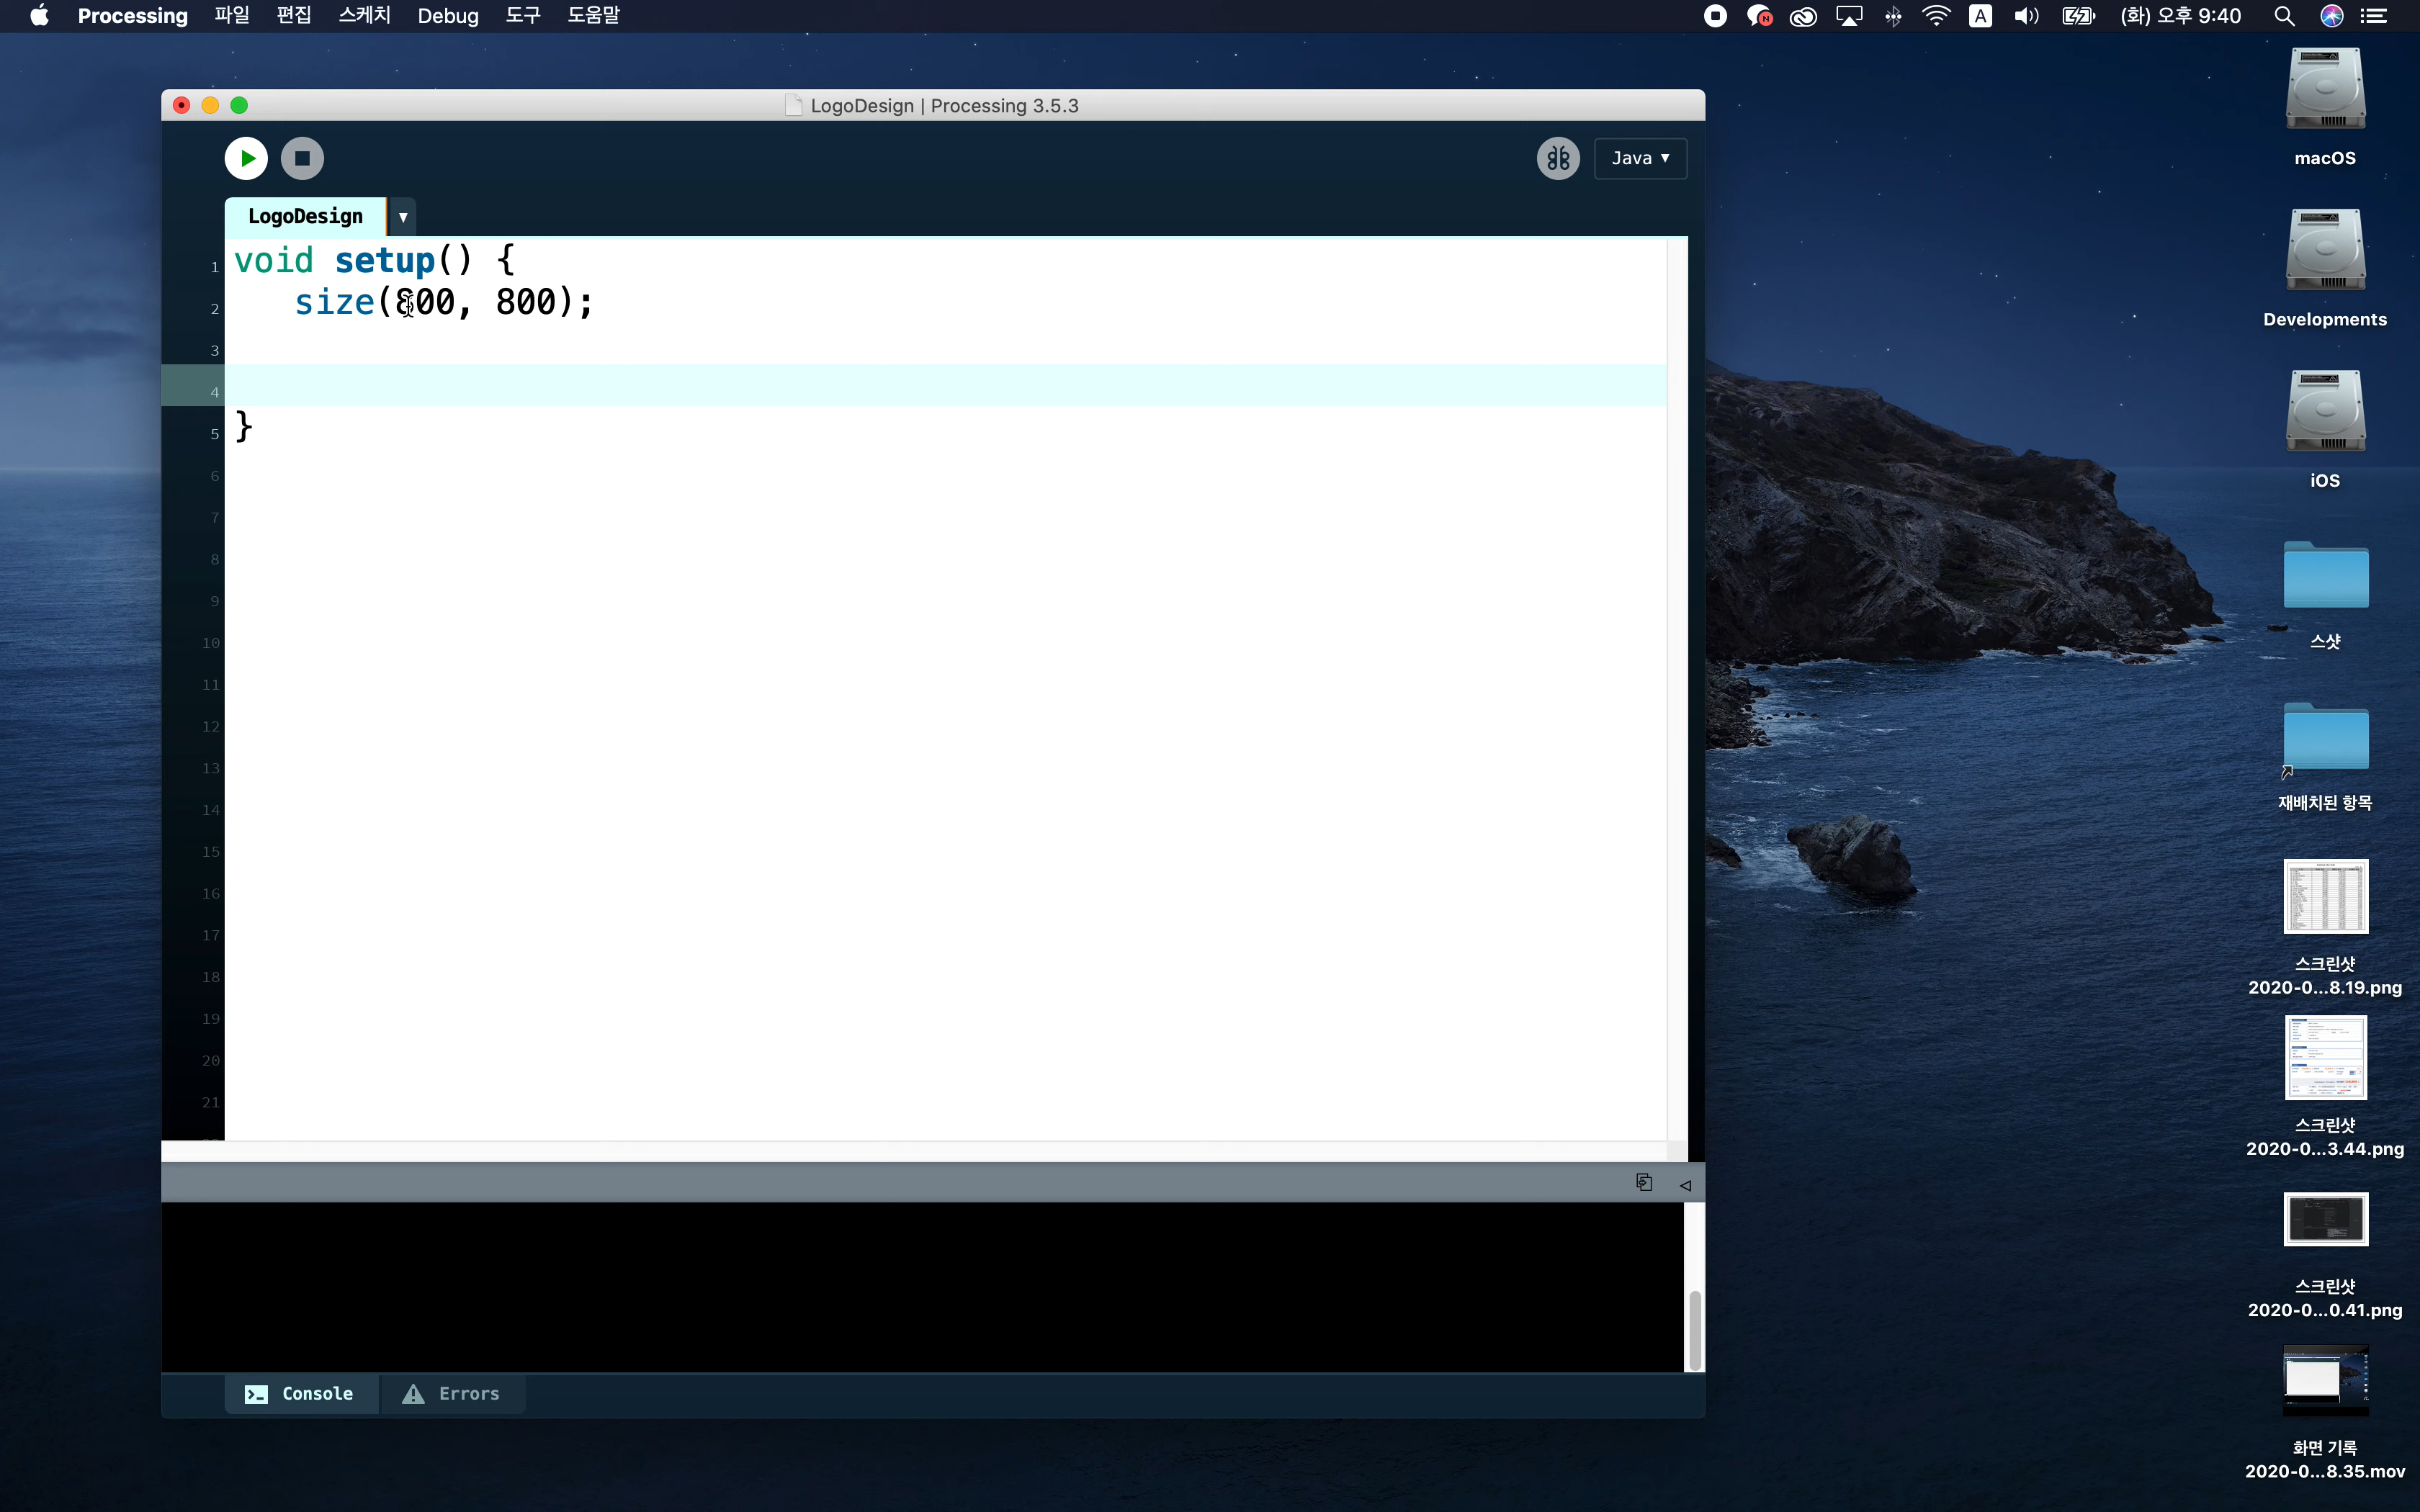 Processing 파일 편집 스케치 Debug 도구 도움말 N A (화) 오후 9:40
LogoDesign | Processing 3.5.3
Java
LogoDesign
1 void setup() {
2 size(800, 800);
3
4
5 }
6
7
8
9
10
11
12
13
14
15
16
17
18
19
20
21
Console Errors
macOS
Developments
iOS
스샷
재배치된 항목
스크린샷
2020-0...8.19.png
스크린샷
2020-0...3.44.png
스크린샷
2020-0...0.41.png
화면 기록
2020-0...8.35.mov